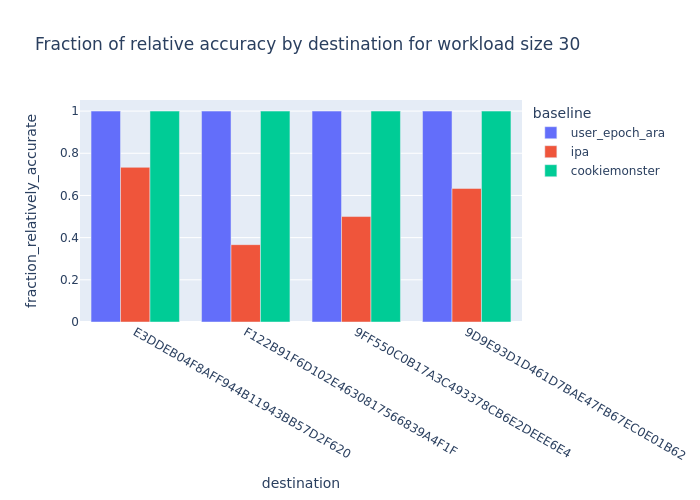 Fraction of relative accuracy by destination for workload size 30
baseline
user_epoch_ara
ipa
cookiemonster
fraction_relatively_accurate
1
0.8
0.6
0.4
0.2
0
E3DDEB04F8AFF944B11943BB57D2F620
F122B91F6D102E4630817566839A4F1F
9FF550C0B17A3C493378CB6E2DEEE6E4
9D9E93D1D461D7BAE47FB67EC0E01B62
destination